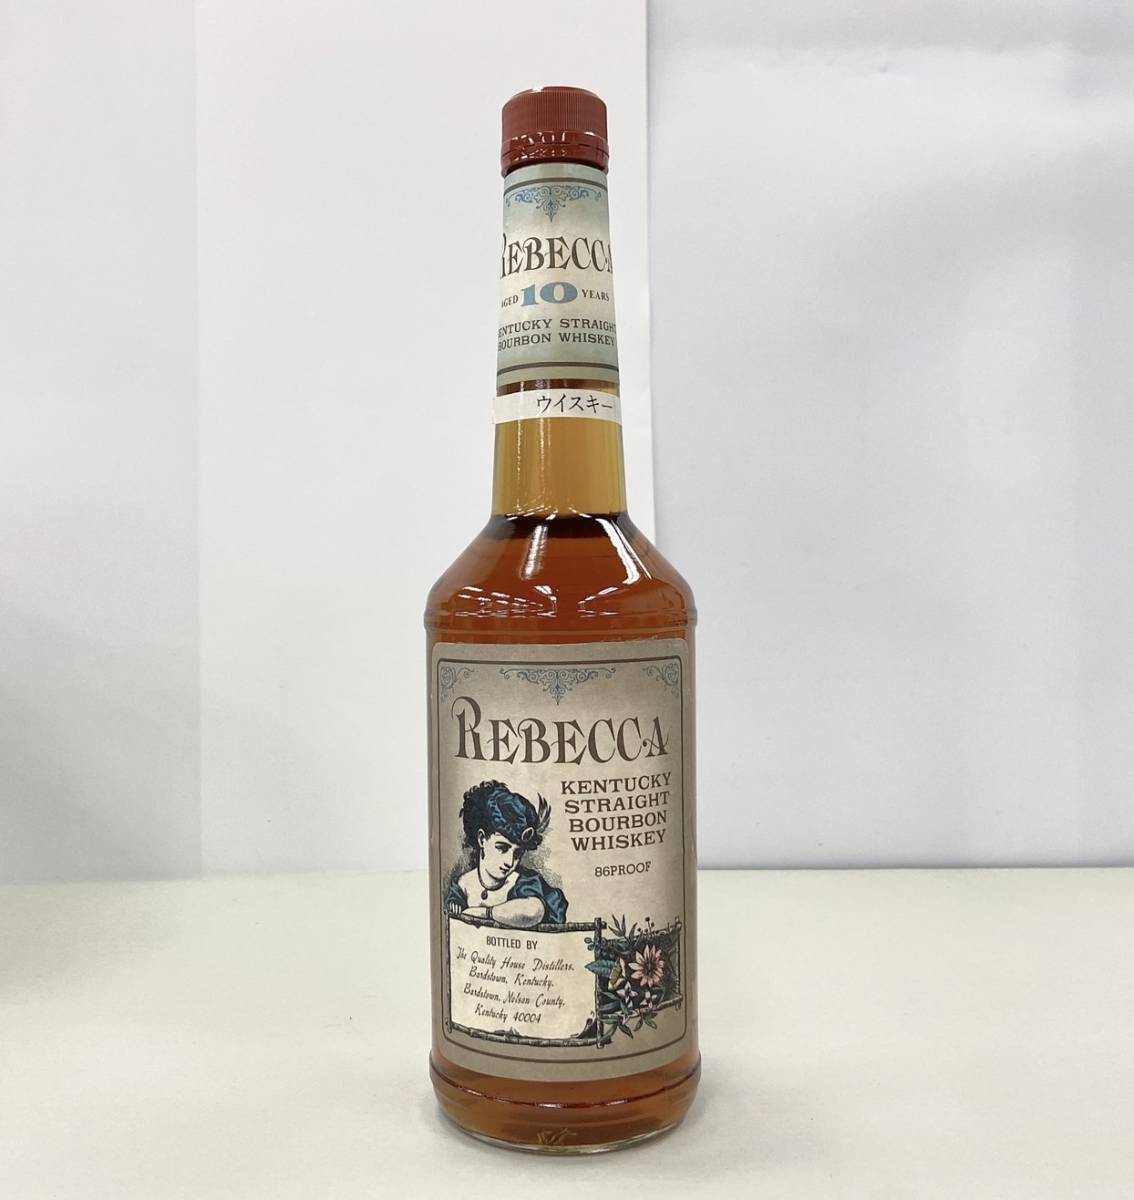 REBECCA
AGED 10 YEARS
KENTUCKY STRAIGHT
BOURBON WHISKEY
ウイスキー
REBECCA
KENTUCKY
STRAIGHT
BOURBON
WHISKEY
86PROOF
BOTTLED BY
The Quality House Distillers.
Bardstown, Kentucky.
Bardstown, Nelson County,
Kentucky 40004